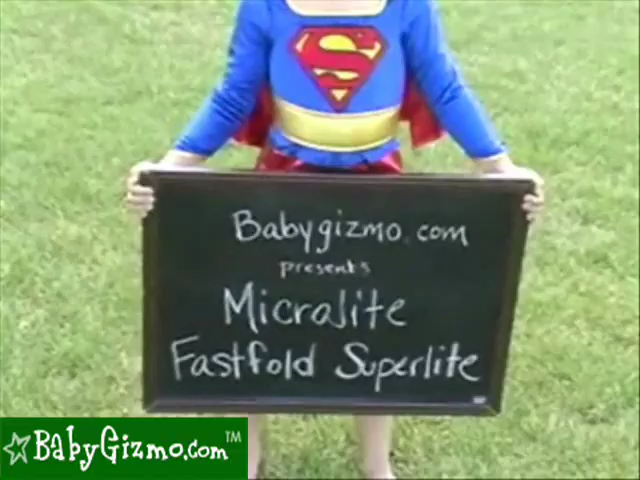 S
Babygizmo.com
presents
Micralite
Fastfold Superlite
BabyGizmo.com™